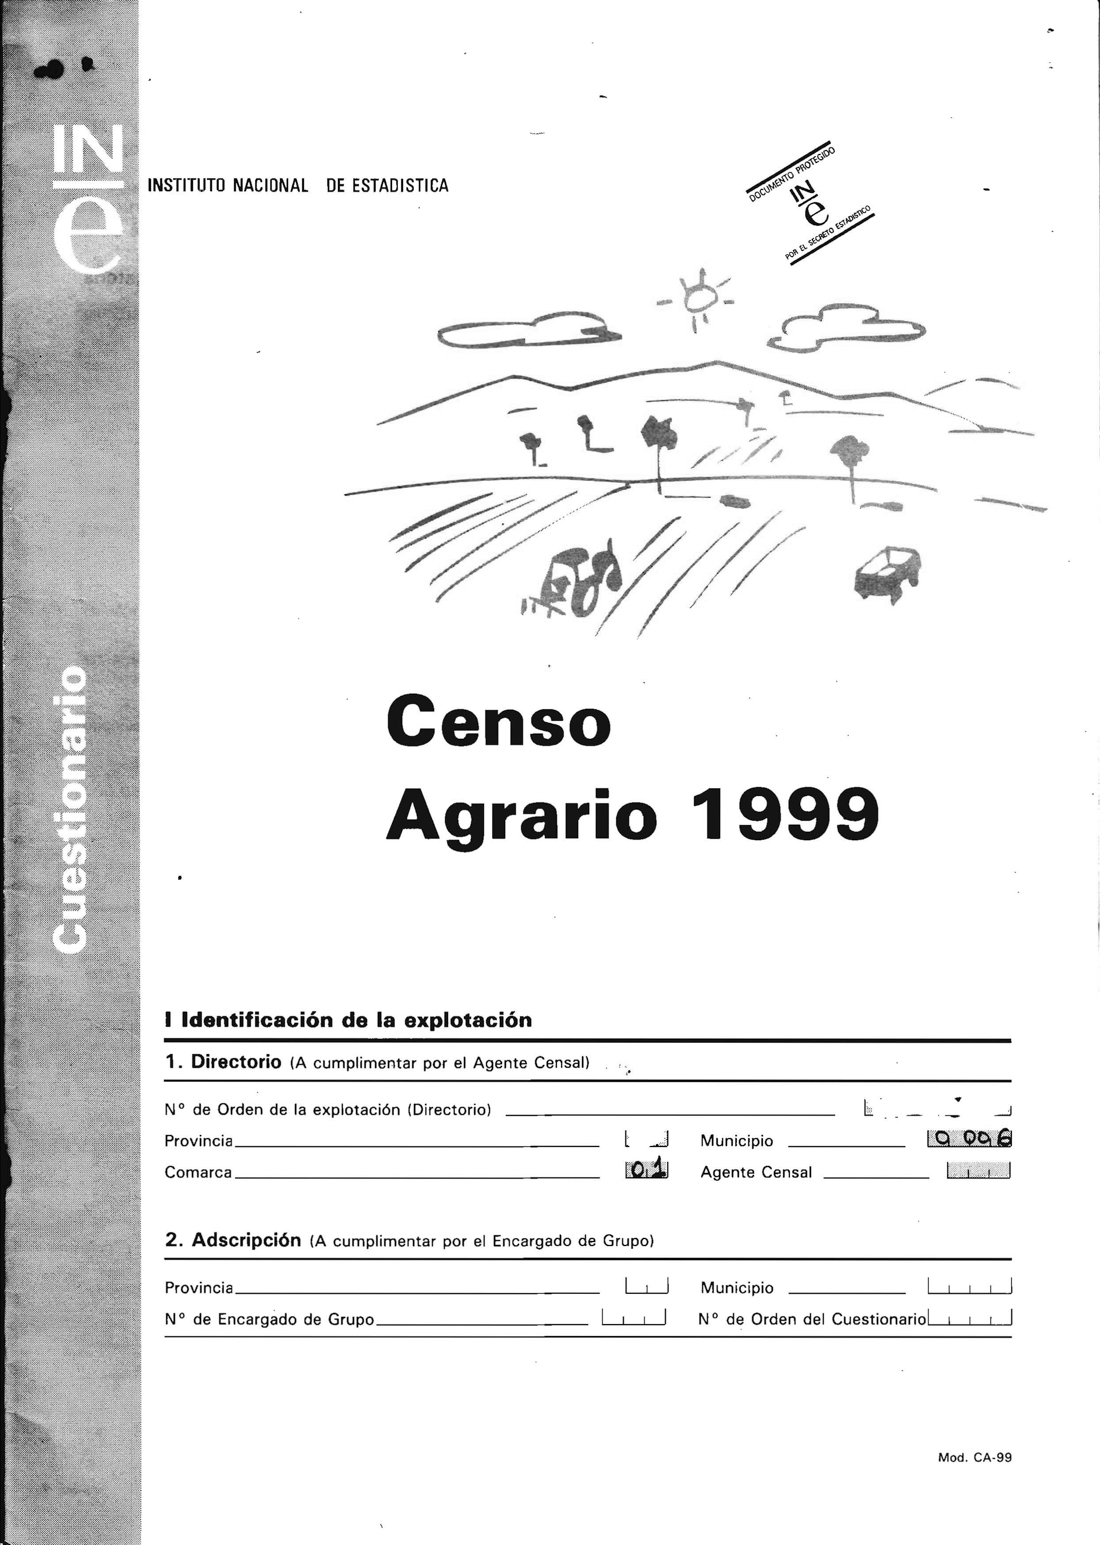 IN
e
INSTITUTO NACIONAL DE ESTADISTICA
DOCUMENTO PROTEGIDO
IN
e
POR EL SECRETO ESTADISTICO
Cuestionario
Censo
Agrario 1999
I Identificación de la explotación
1. Directorio (A cumplimentar por el Agente Censal)
Nº de Orden de la explotación (Directorio)
Provincia Municipio 0006
Comarca 01 Agente Censal
2. Adscripción (A cumplimentar por el Encargado de Grupo)
Provincia Municipio
Nº de Encargado de Grupo Nº de Orden del Cuestionario
Mod. CA-99